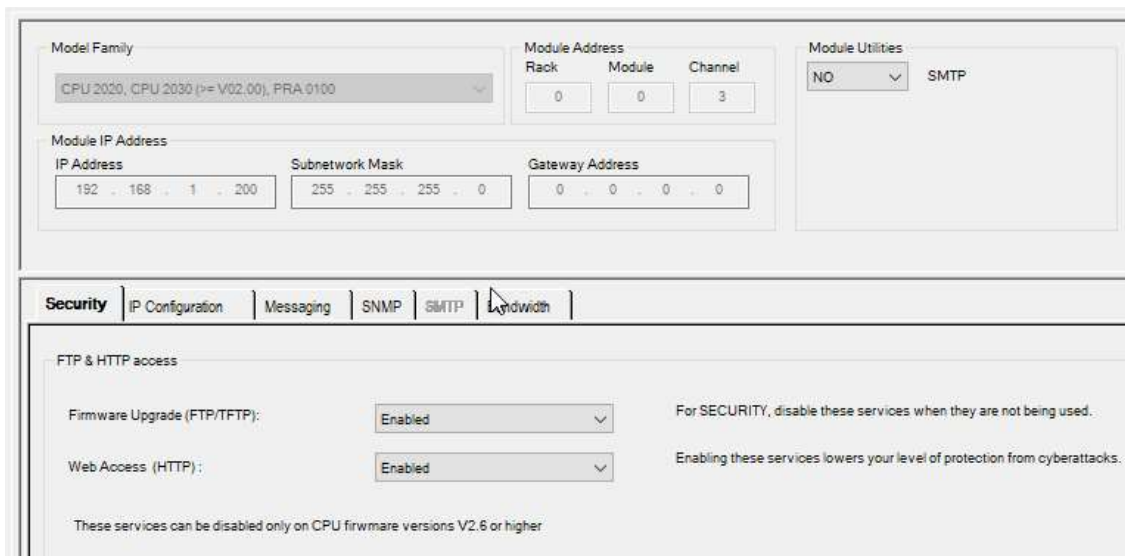 Model Family
CPU 2020, CPU 2030 (>= V02.00), PRA 0100
Module Address
Rack Module Channel
0 0 3
Module Utilities
NO SMTP
Module IP Address
IP Address Subnetwork Mask Gateway Address
192 . 168 . 1 . 200 255 . 255 . 255 . 0 0 . 0 . 0 . 0
Security IP Configuration Messaging SNMP SMTP Bandwidth
FTP & HTTP access
Firmware Upgrade (FTP/TFTP): Enabled For SECURITY, disable these services when they are not being used.
Web Access (HTTP) : Enabled Enabling these services lowers your level of protection from cyberattacks.
These services can be disabled only on CPU firwmare versions V2.6 or higher